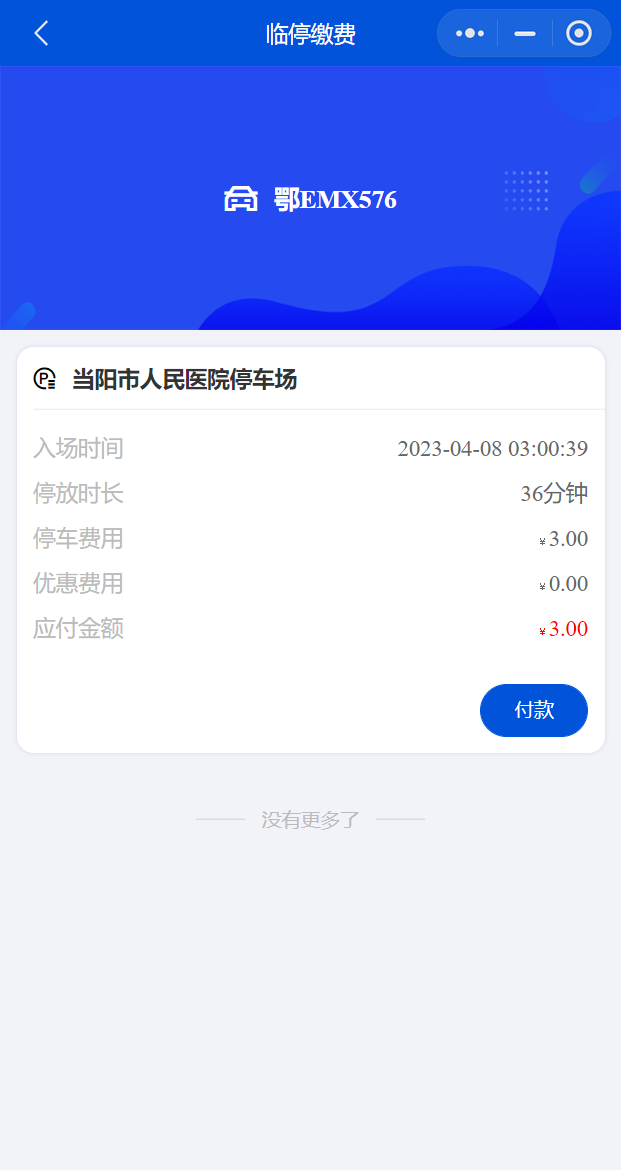 临停缴费
鄂EMX576
当阳市人民医院停车场
入场时间 2023-04-08 03:00:39
停放时长 36分钟
停车费用 ¥3.00
优惠费用 ¥0.00
应付金额 ¥3.00
付款
没有更多了